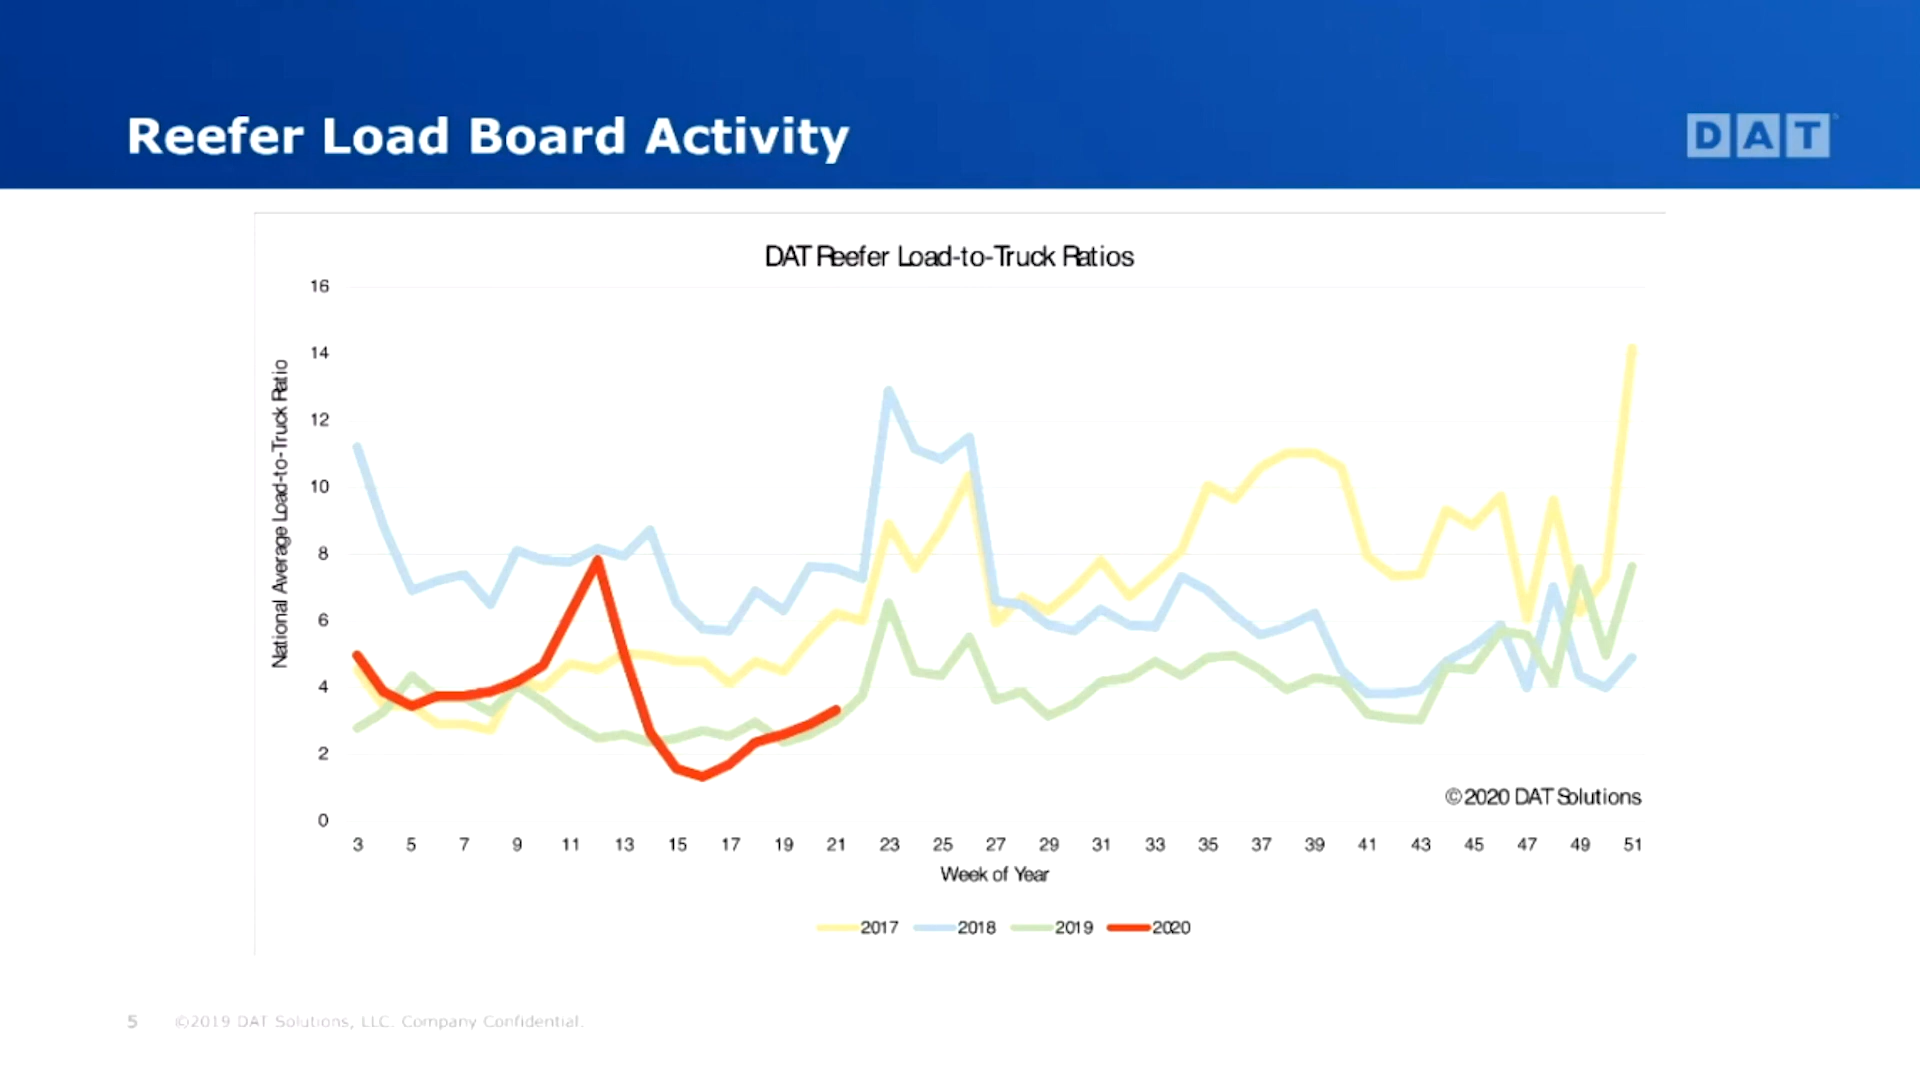 Reefer Load Board Activity
DAT
DAT Reefer Load-to-Truck Ratios
National Average Load-to-Truck Ratio
16
14
12
10
8
6
4
2
0
3 5 7 9 11 13 15 17 19 21 23 25 27 29 31 33 35 37 39 41 43 45 47 49 51
Week of Year
©2020 DAT Solutions
2017 2018 2019 2020
5 ©2019 DAT Solutions, LLC. Company Confidential.